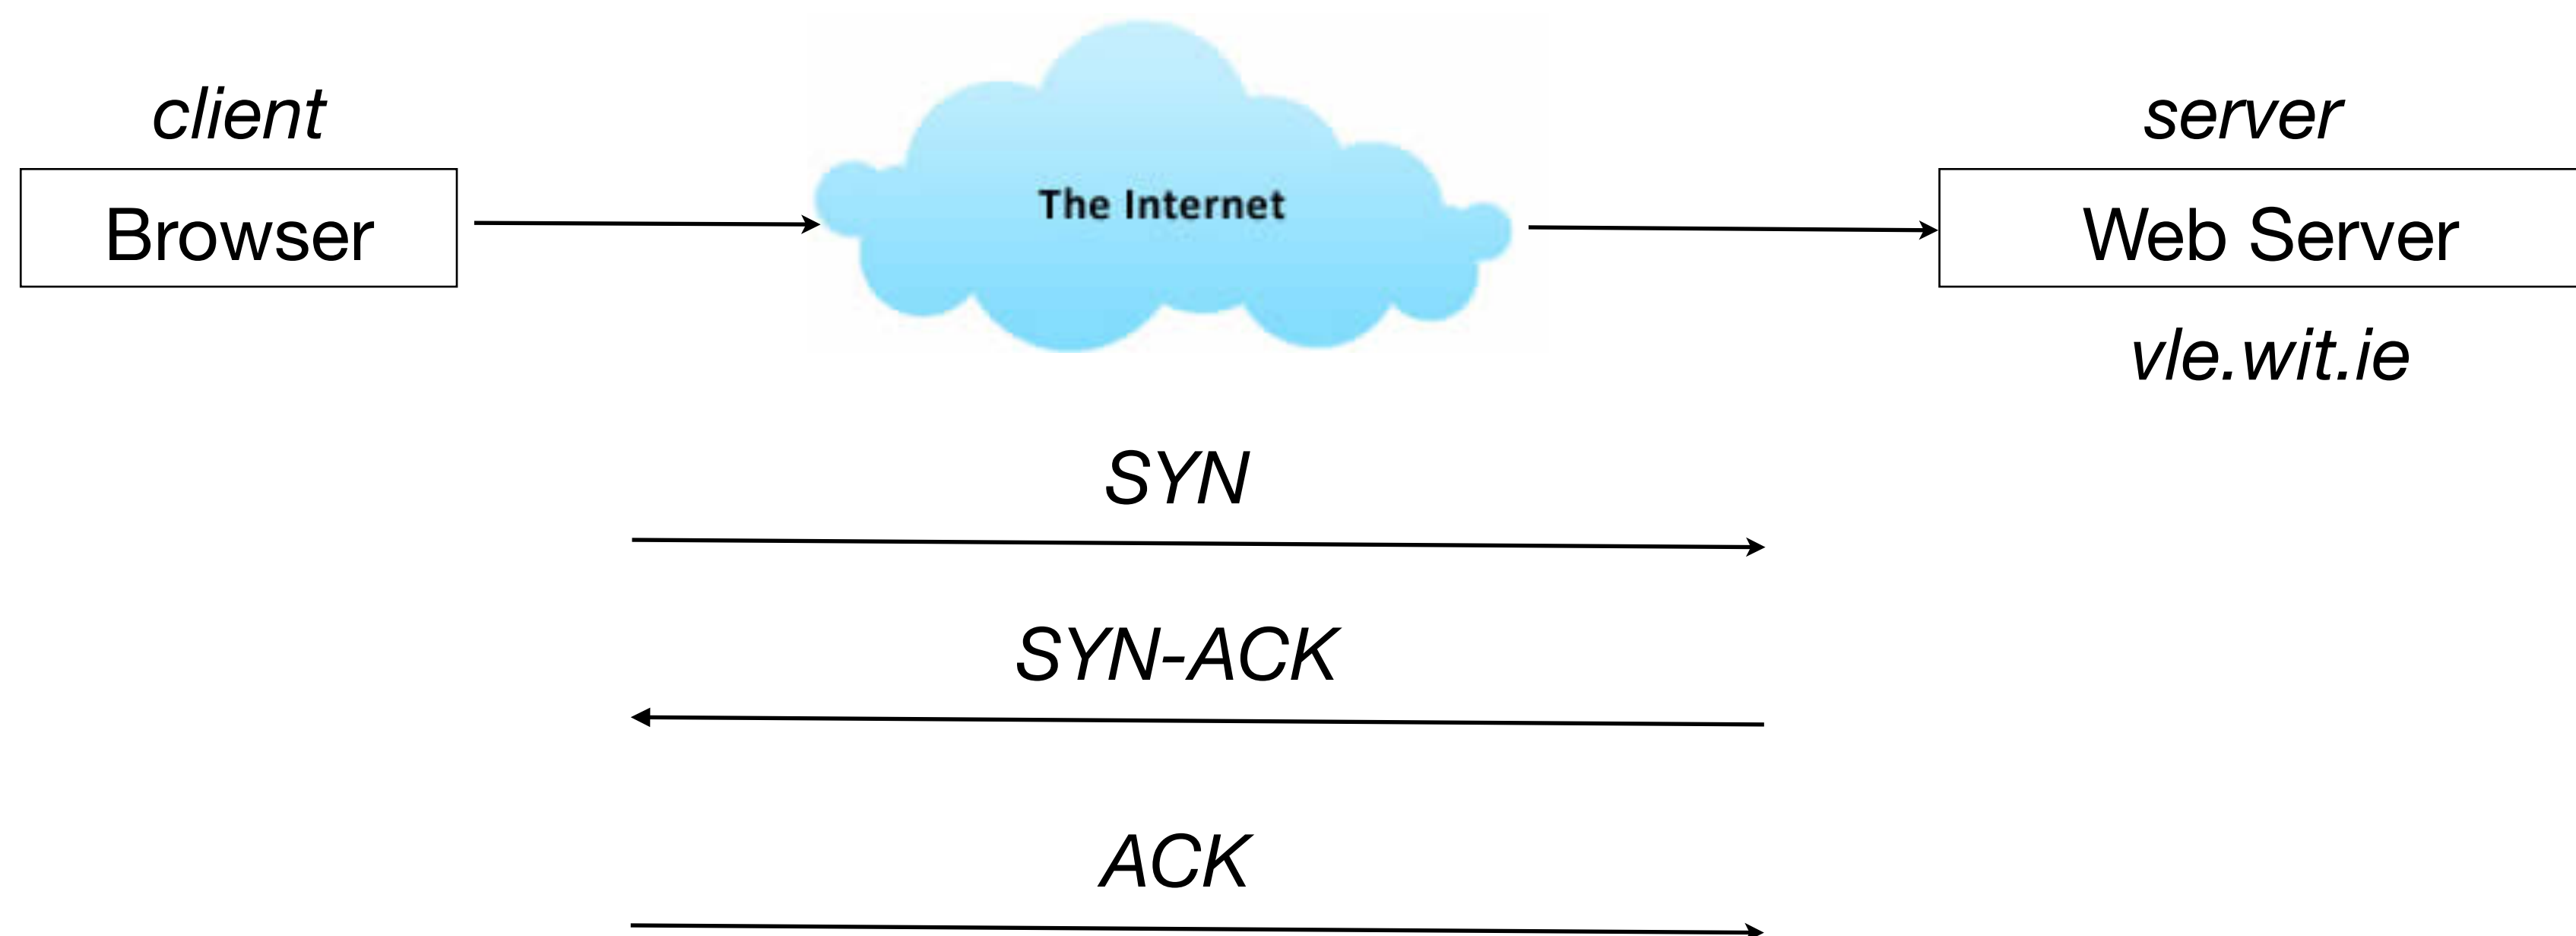 client
server
Browser
The Internet
Web Server
vle.wit.ie
SYN
SYN-ACK
ACK